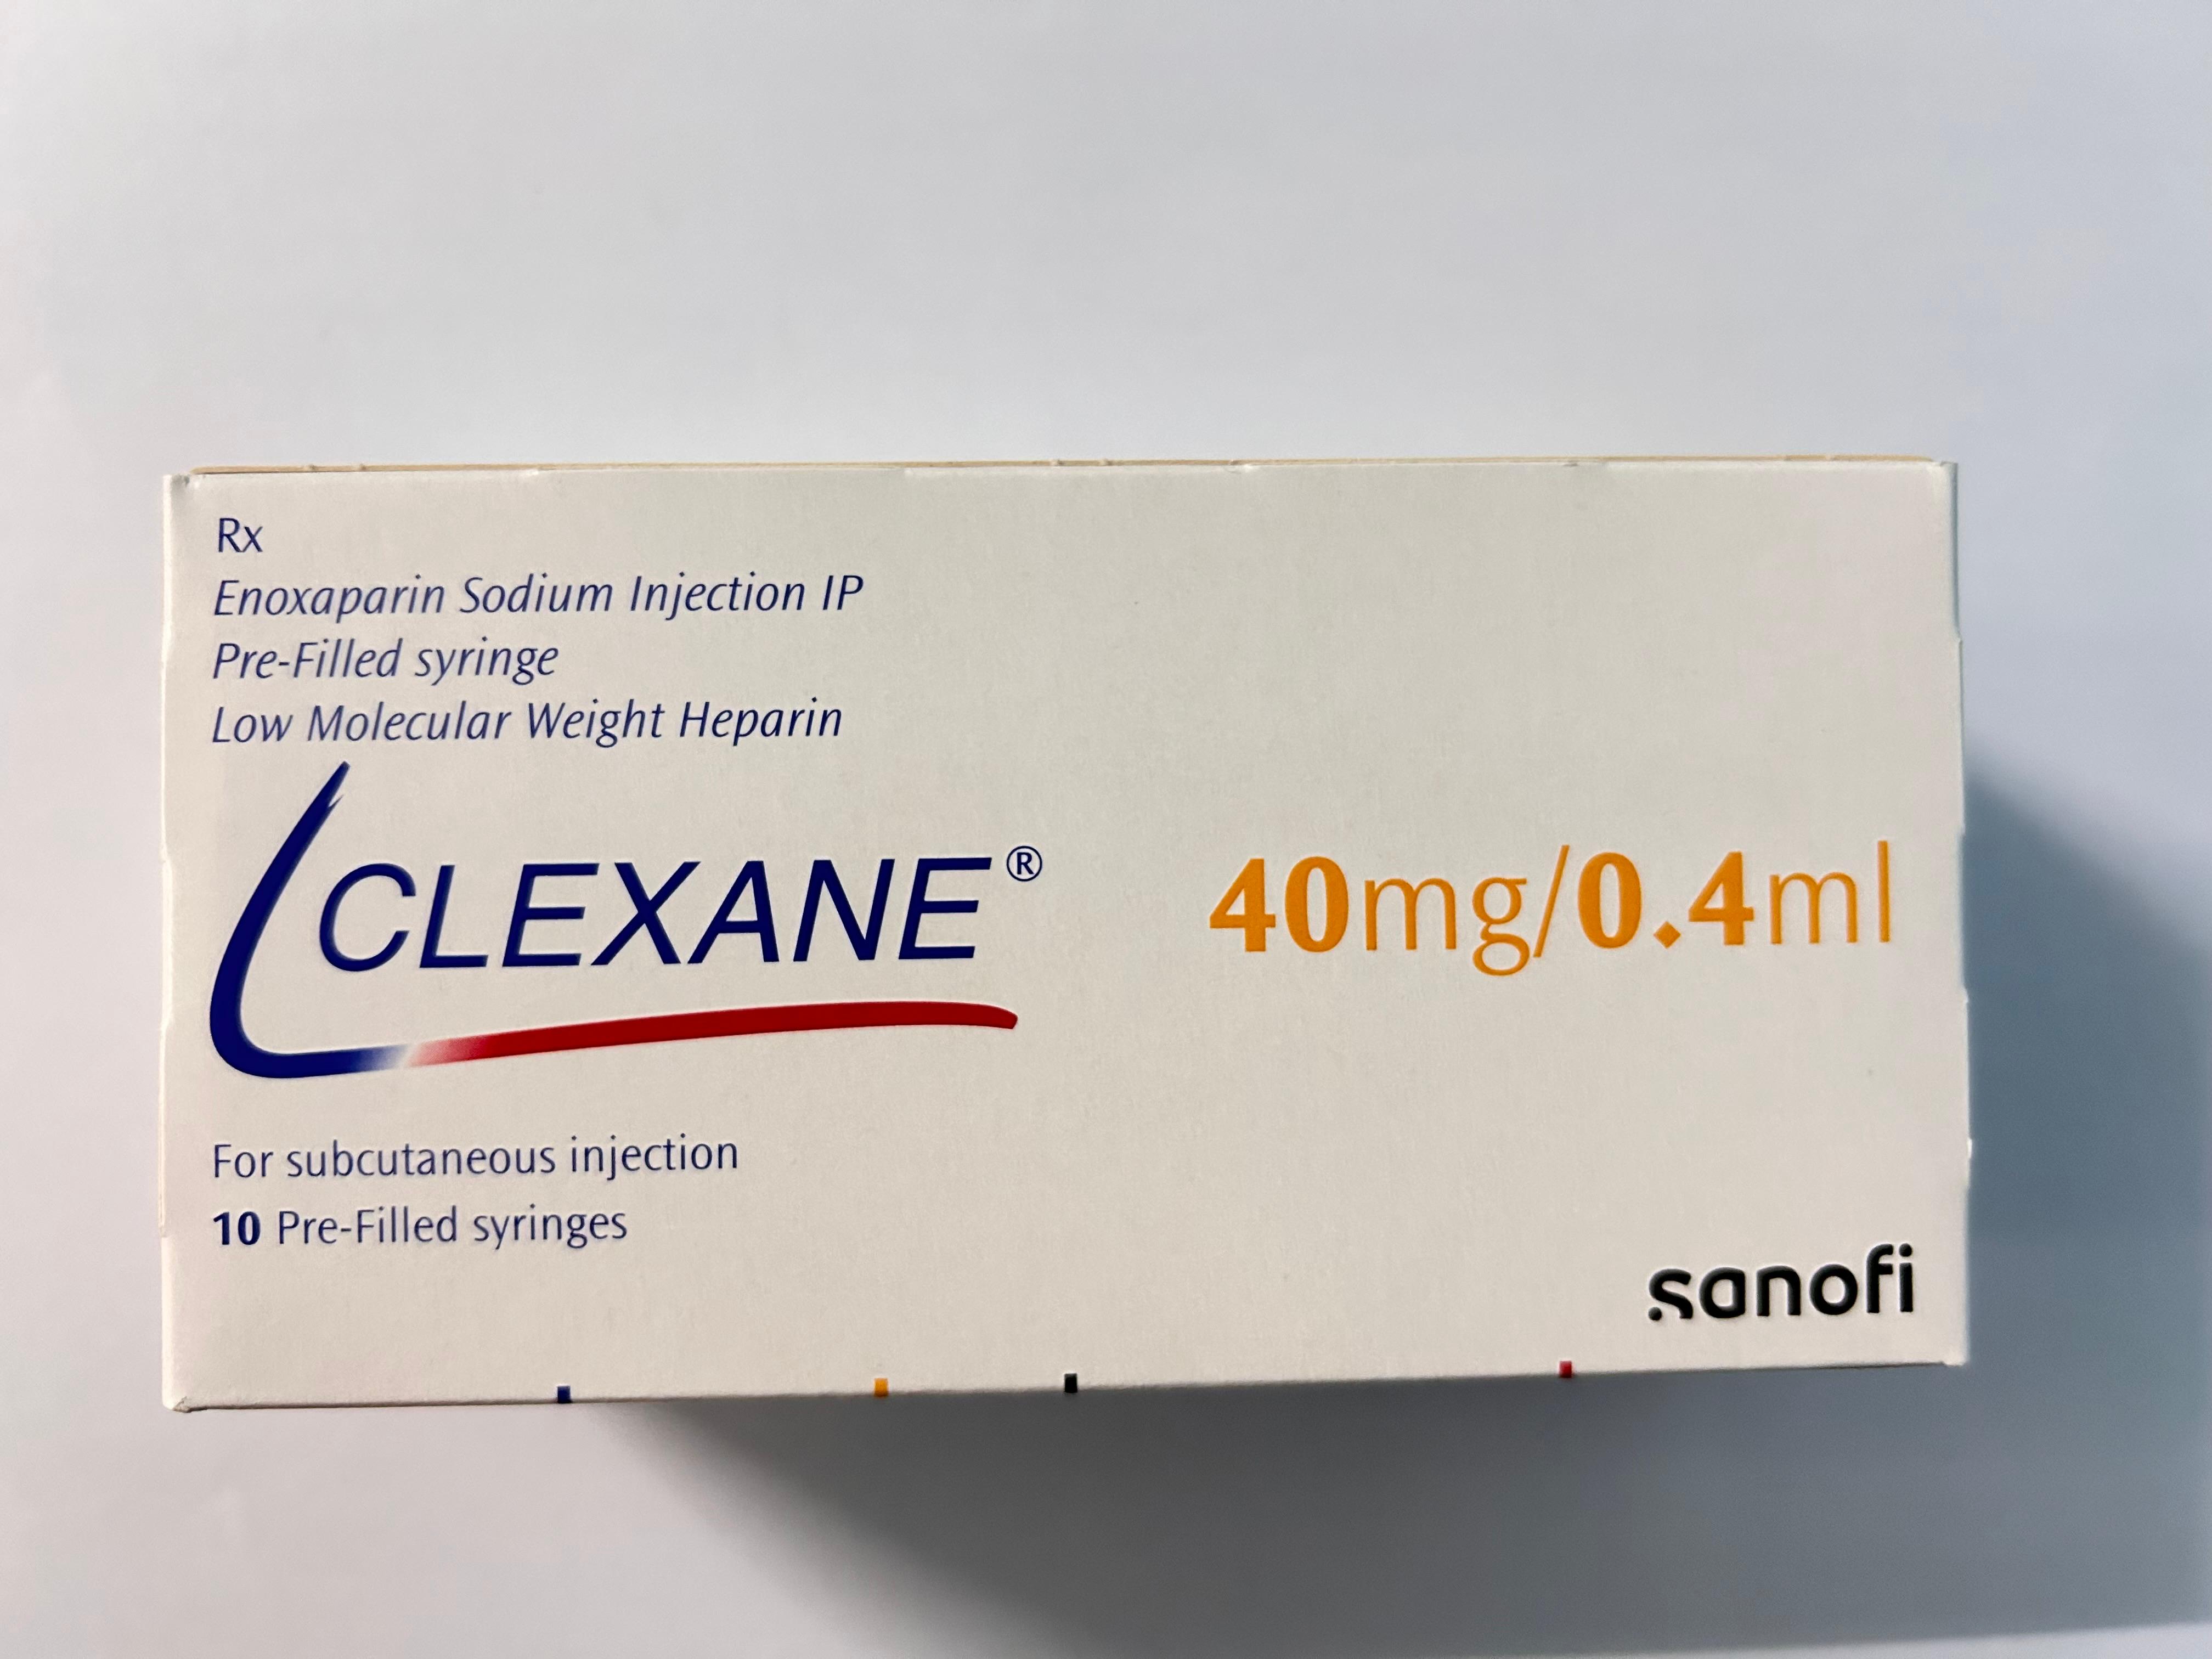 Rx
Enoxaparin Sodium Injection IP
Pre-Filled syringe
Low Molecular Weight Heparin
CLEXANE® 40mg/0.4ml
For subcutaneous injection
10 Pre-Filled syringes
sanofi